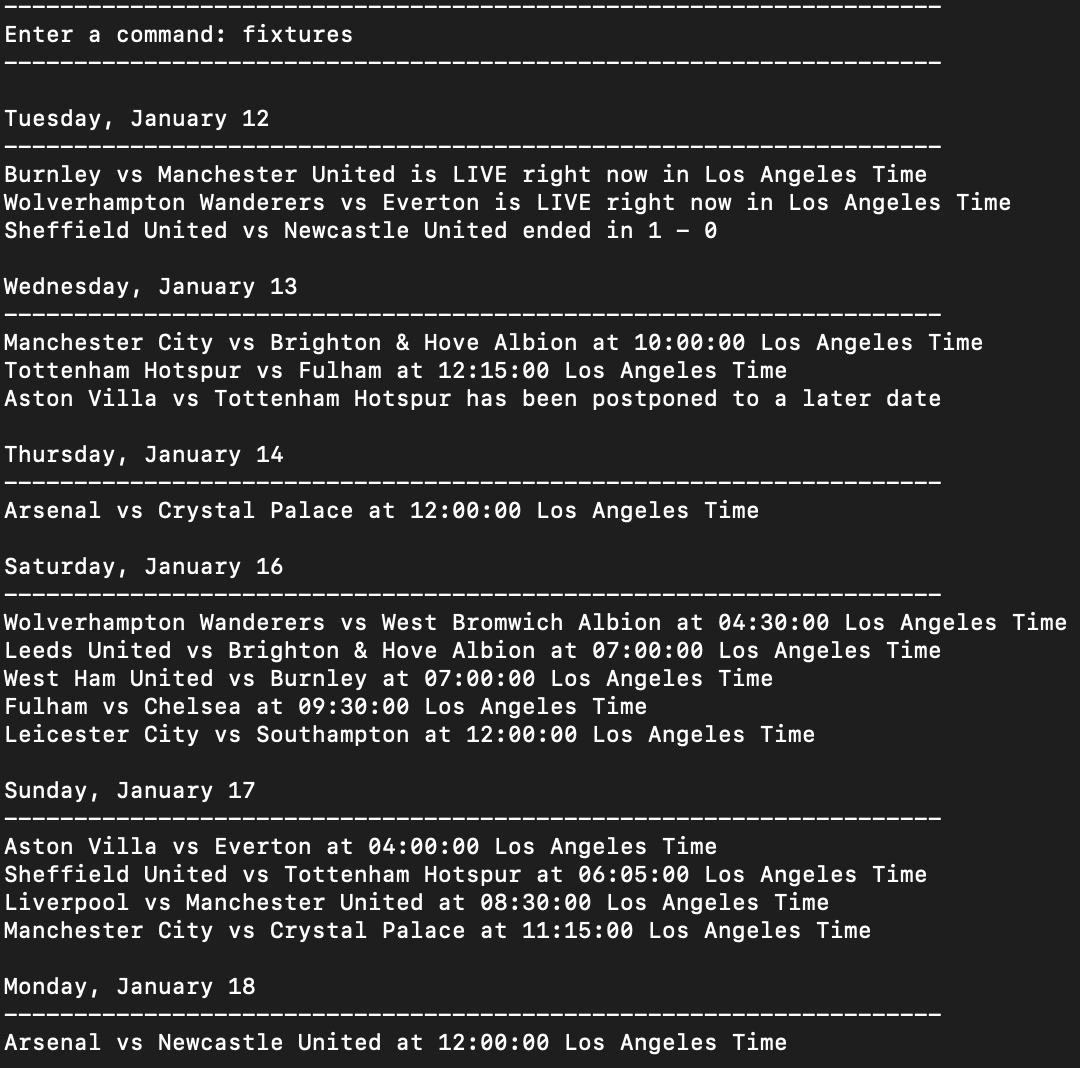 -------------------------------------------------------------------
Enter a command: fixtures
-------------------------------------------------------------------
Tuesday, January 12
-------------------------------------------------------------------
Burnley vs Manchester United is LIVE right now in Los Angeles Time
Wolverhampton Wanderers vs Everton is LIVE right now in Los Angeles Time
Sheffield United vs Newcastle United ended in 1 - 0
Wednesday, January 13
-------------------------------------------------------------------
Manchester City vs Brighton & Hove Albion at 10:00:00 Los Angeles Time
Tottenham Hotspur vs Fulham at 12:15:00 Los Angeles Time
Aston Villa vs Tottenham Hotspur has been postponed to a later date
Thursday, January 14
-------------------------------------------------------------------
Arsenal vs Crystal Palace at 12:00:00 Los Angeles Time
Saturday, January 16
-------------------------------------------------------------------
Wolverhampton Wanderers vs West Bromwich Albion at 04:30:00 Los Angeles Time
Leeds United vs Brighton & Hove Albion at 07:00:00 Los Angeles Time
West Ham United vs Burnley at 07:00:00 Los Angeles Time
Fulham vs Chelsea at 09:30:00 Los Angeles Time
Leicester City vs Southampton at 12:00:00 Los Angeles Time
Sunday, January 17
-------------------------------------------------------------------
Aston Villa vs Everton at 04:00:00 Los Angeles Time
Sheffield United vs Tottenham Hotspur at 06:05:00 Los Angeles Time
Liverpool vs Manchester United at 08:30:00 Los Angeles Time
Manchester City vs Crystal Palace at 11:15:00 Los Angeles Time
Monday, January 18
-------------------------------------------------------------------
Arsenal vs Newcastle United at 12:00:00 Los Angeles Time